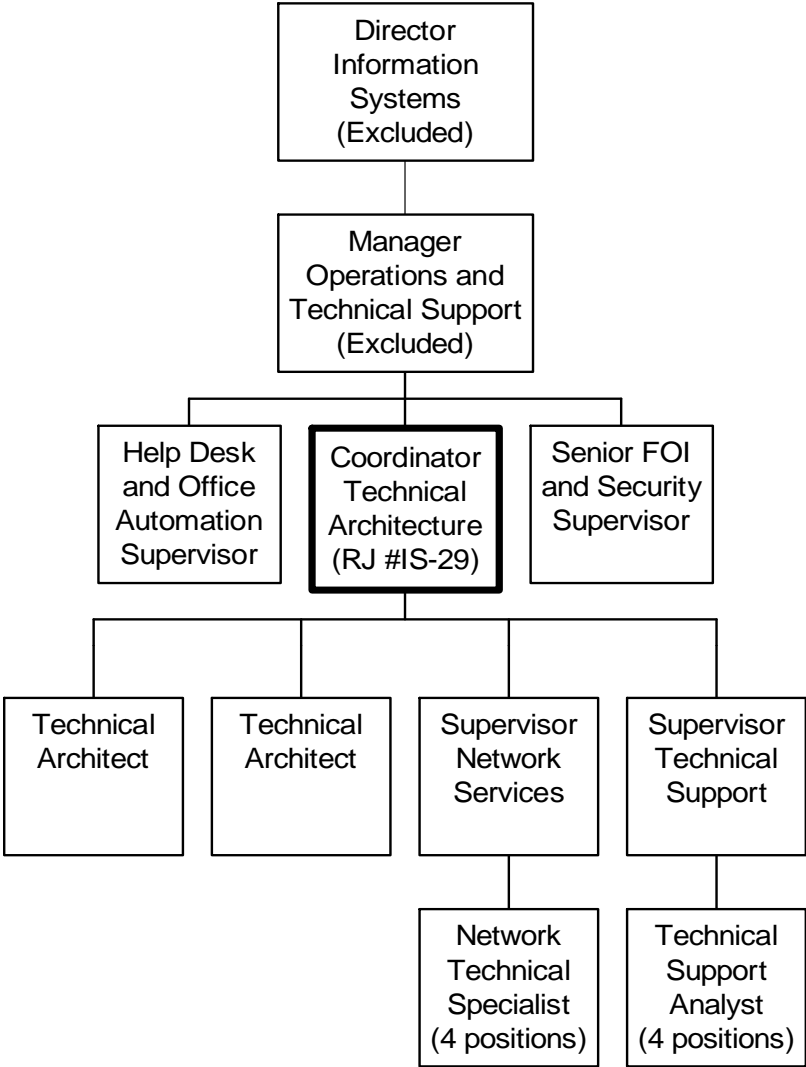 Director
Information
Systems
(Excluded)
Manager
Operations and
Technical Support
(Excluded)
Help Desk
and Office
Automation
Supervisor
Coordinator
Technical
Architecture
(RJ #IS-29)
Senior FOI
and Security
Supervisor
Technical
Architect
Technical
Architect
Supervisor
Network
Services
Supervisor
Technical
Support
Network
Technical
Specialist
(4 positions)
Technical
Support
Analyst
(4 positions)